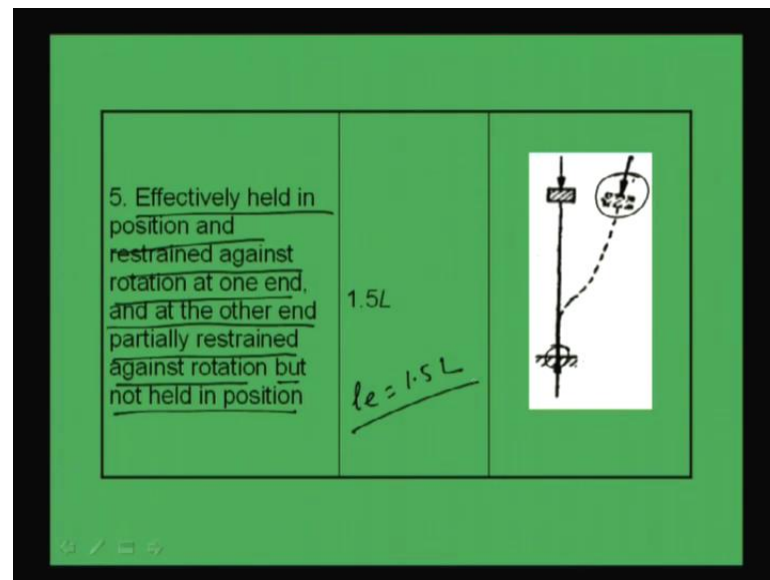 5. Effectively held in
position and
restrained against
rotation at one end,
and at the other end
partially restrained
against rotation but
not held in position
1.5L
le = 1.5 L